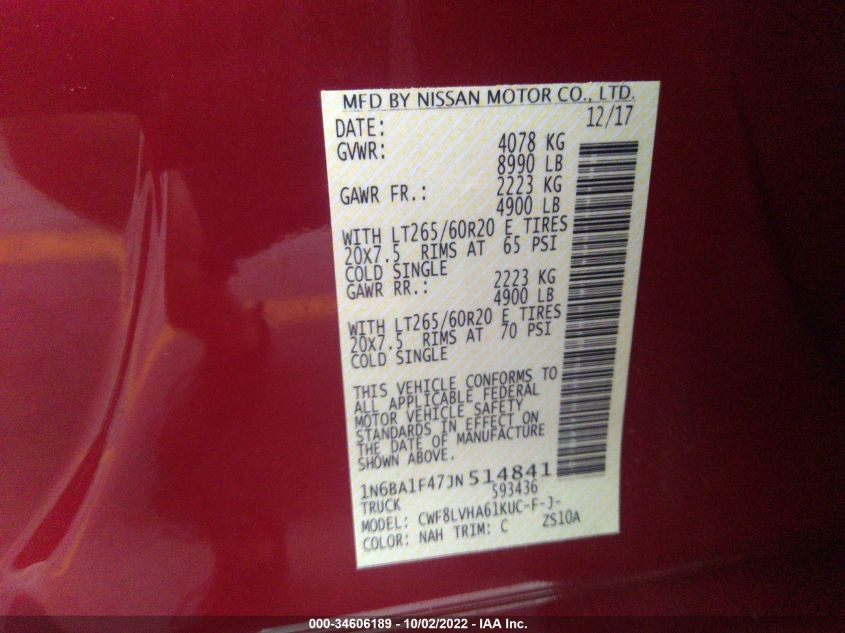 MFD BY NISSAN MOTOR CO., LTD.
DATE: 12/17
GVWR: 4078 KG
8990 LB
GAWR FR.: 2223 KG
4900 LB
WITH LT265/60R20 E TIRES
20x7.5 RIMS AT 65 PSI
COLD SINGLE
GAWR RR.: 2223 KG
4900 LB
WITH LT265/60R20 E TIRES
20x7.5 RIMS AT 70 PSI
COLD SINGLE
THIS VEHICLE CONFORMS TO
ALL APPLICABLE FEDERAL
MOTOR VEHICLE SAFETY
STANDARDS IN EFFECT ON
THE DATE OF MANUFACTURE
SHOWN ABOVE.
1N6BA1F47JN514841
TRUCK 593436
MODEL: CWF8LVHA61KUC-F-J-
COLOR: NAH TRIM: C ZS10A
000-34606189 - 10/02/2022 - IAA Inc.